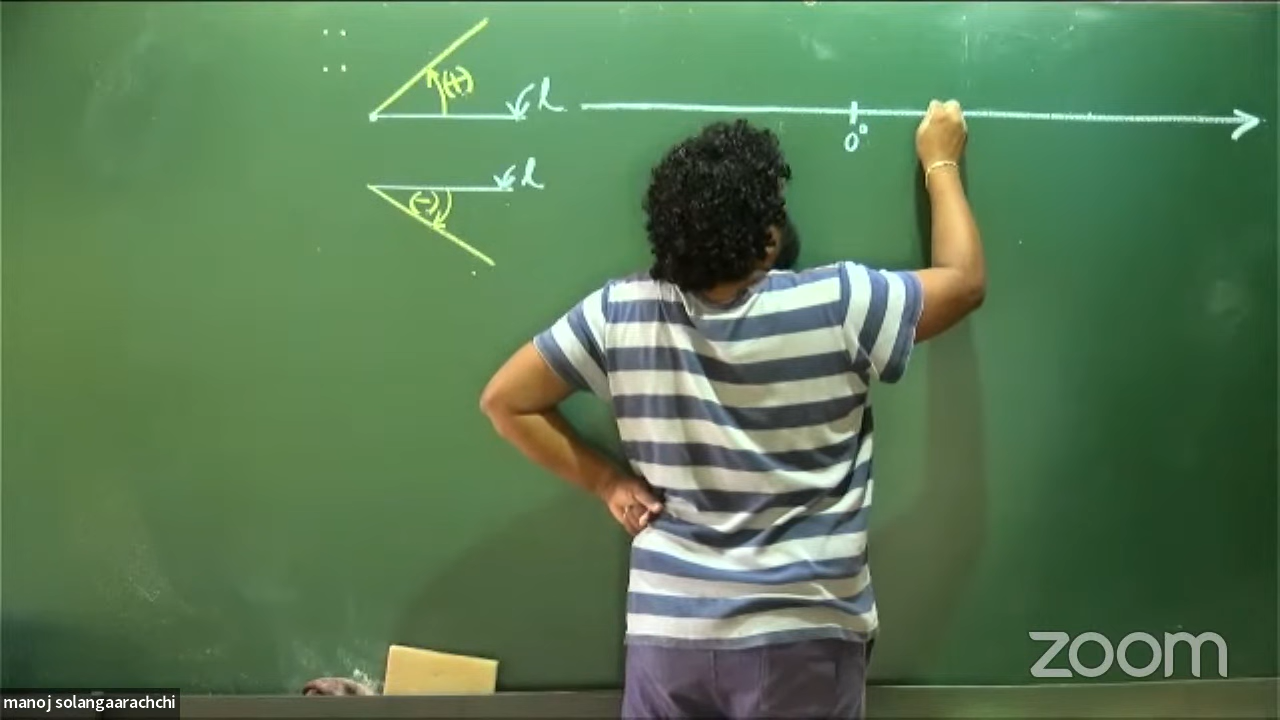 (+)
l
0°
l
(-)
zoom
manoj solangaarachchi